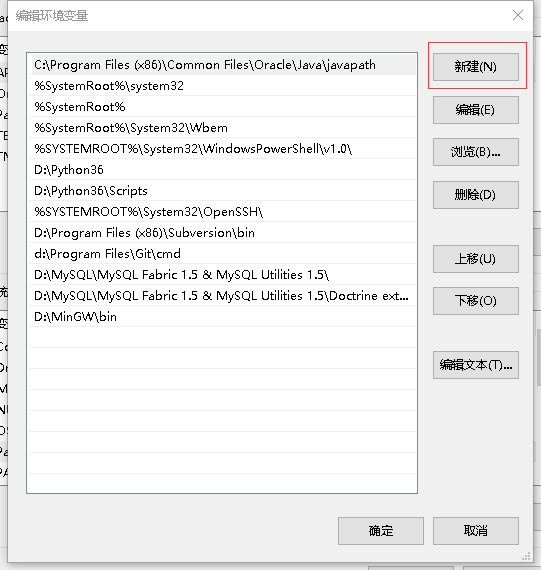 编辑环境变量
C:\Program Files (x86)\Common Files\Oracle\Java\javapath
%SystemRoot%\system32
%SystemRoot%
%SystemRoot%\System32\Wbem
%SYSTEMROOT%\System32\WindowsPowerShell\v1.0\
D:\Python36
D:\Python36\Scripts
%SYSTEMROOT%\System32\OpenSSH\
D:\Program Files (x86)\Subversion\bin
d:\Program Files\Git\cmd
D:\MySQL\MySQL Fabric 1.5 & MySQL Utilities 1.5\
D:\MySQL\MySQL Fabric 1.5 & MySQL Utilities 1.5\Doctrine ext...
D:\MinGW\bin
新建(N)
编辑(E)
浏览(B)...
删除(D)
上移(U)
下移(O)
编辑文本(T)...
确定
取消